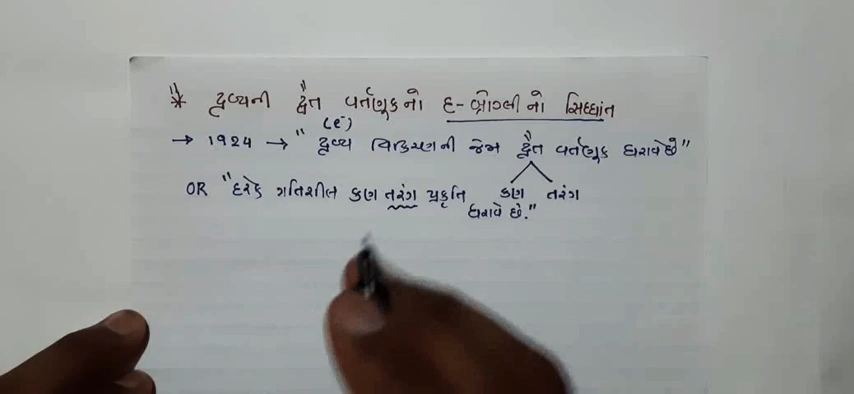 * દ્રવ્યની દ્વૈત વર્તણૂકનો દ-બ્રોગ્લી નો સિધ્ધાંત
(e⁻)
→ 1924 → "દ્રવ્ય વિકિરણની જેમ દ્વૈત વર્તણૂક ધરાવે છે"
OR "દરેક ગતિશીલ કણ તરંગ પ્રકૃતિ ધરાવે છે."
કણ તરંગ